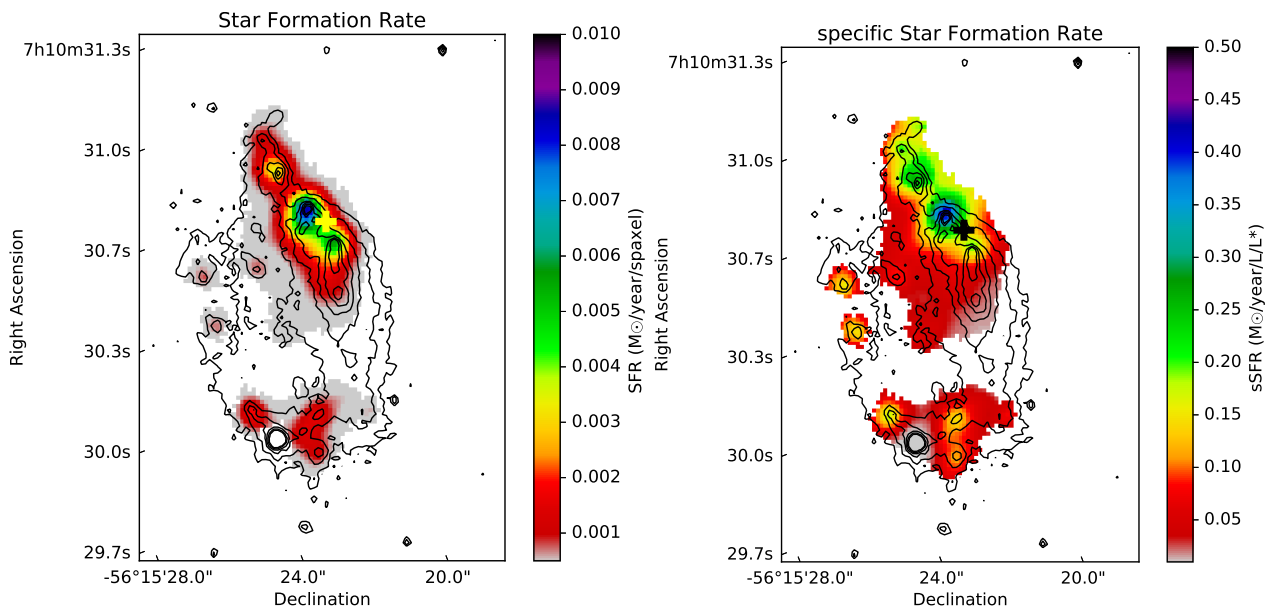 Star Formation Rate
7h10m31.3s
31.0s
30.7s
30.3s
30.0s
29.7s
Right Ascension
-56°15'28.0"
24.0"
20.0"
Declination
0.010
0.009
0.008
0.007
0.006
0.005
0.004
0.003
0.002
0.001
SFR (M☉/year/spaxel)
specific Star Formation Rate
7h10m31.3s
31.0s
30.7s
30.3s
30.0s
29.7s
Right Ascension
-56°15'28.0"
24.0"
20.0"
Declination
0.50
0.45
0.40
0.35
0.30
0.25
0.20
0.15
0.10
0.05
sSFR (M☉/year/L/L*)